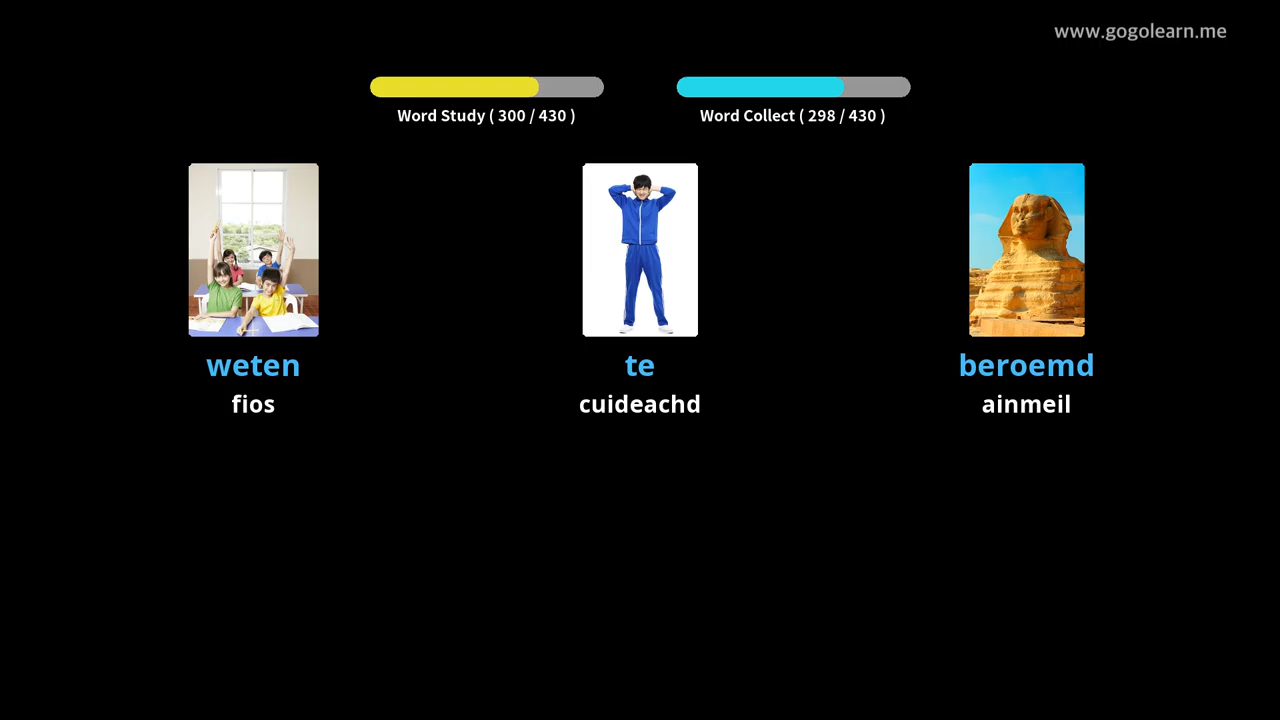 www.gogolearn.me
Word Study ( 300 / 430 )
Word Collect ( 298 / 430 )
weten
te
beroemd
fios
cuideachd
ainmeil